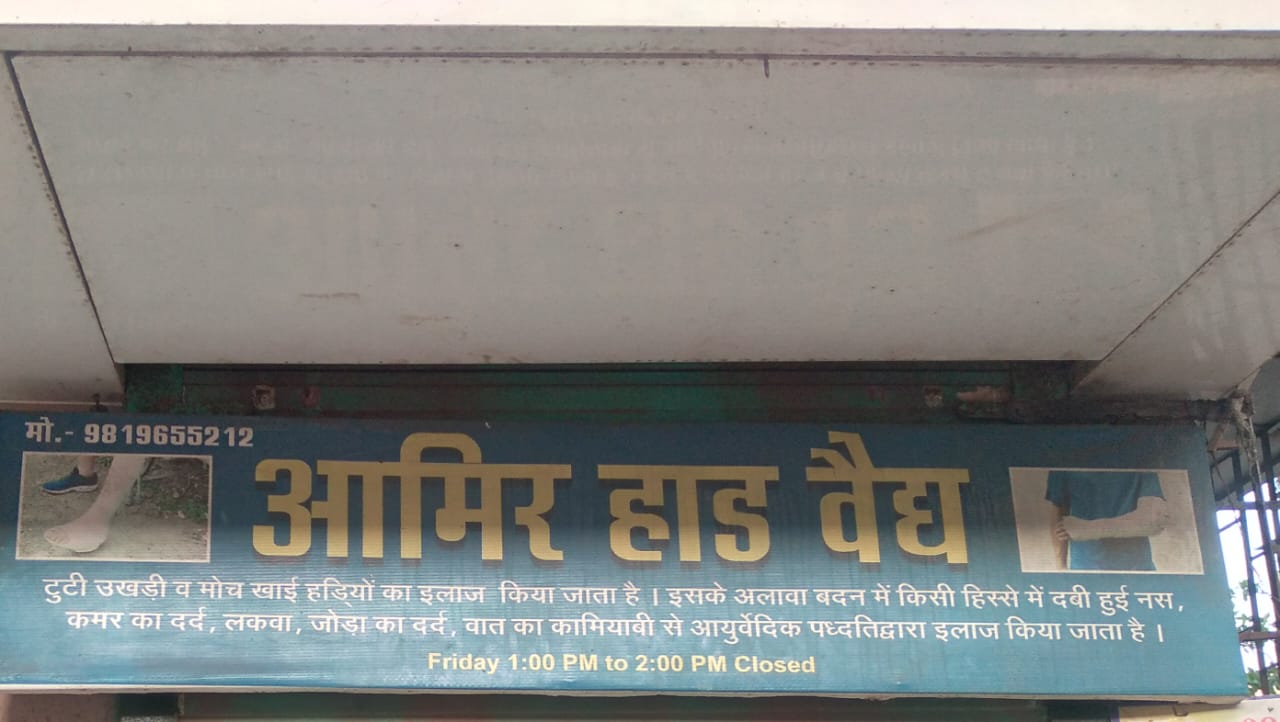 मो.- 9819655212
आमिर हाड वैद्य
टुटी उखडी व मोच खाई हड्यिों का इलाज किया जाता है । इसके अलावा बदन में किसी हिस्से में दबी हुई नस,
कमर का दर्द, लकवा, जोडा का दर्द, वात का कामियाबी से आयुर्वेदिक पध्दतिद्वारा इलाज किया जाता है ।
Friday 1:00 PM to 2:00 PM Closed